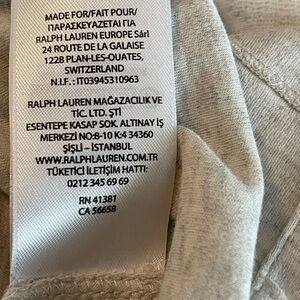 MADE FOR/FAIT POUR/
ΠΑΡΑΣΚΕΥΑΖΕΤΑΙ ΓΙΑ
RALPH LAUREN EUROPE Sàrl
24 ROUTE DE LA GALAISE
1228 PLAN-LES-OUATES,
SWITZERLAND
N.I.F. : IT03945310963
RALPH LAUREN MAĞAZACILIK VE
TİC. LTD. ŞTİ
ESENTEPE KASAP SOK. ALTINAY İŞ
MERKEZİ NO:8-10 K:4 34360
ŞİŞLİ - İSTANBUL
WWW.RALPHLAUREN.COM.TR
TÜKETİCİ İLETİŞİM HATTI:
0212 345 69 69
RN 41381
CA 56658